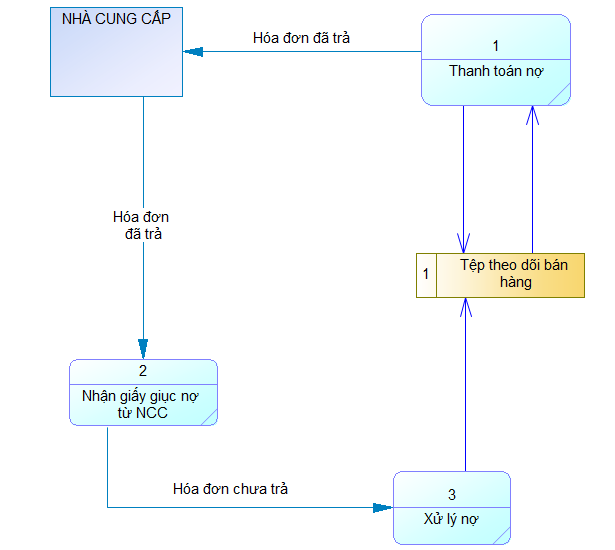 NHÀ CUNG CẤP
Hóa đơn đã trả
1
Thanh toán nợ
Hóa đơn
đã trả
1
Tệp theo dõi bán
hàng
2
Nhận giấy giục nợ
từ NCC
Hóa đơn chưa trả
3
Xử lý nợ